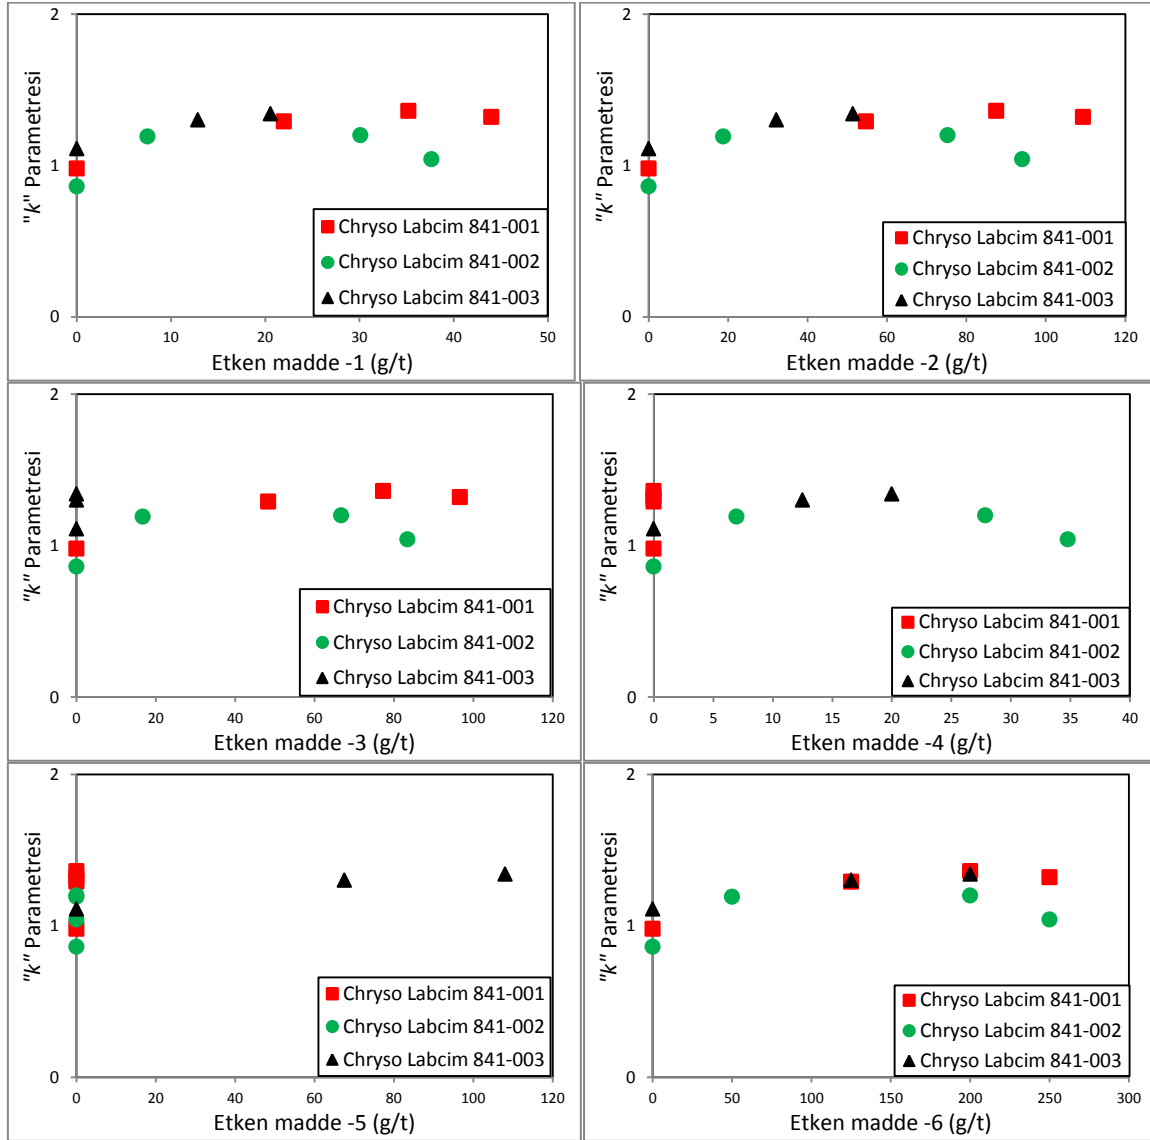 2
1
0
"k" Parametresi
Chryso Labcim 841-001
Chryso Labcim 841-002
Chryso Labcim 841-003
0 10 20 30 40 50
Etken madde -1 (g/t)
2
1
0
"k" Parametresi
Chryso Labcim 841-001
Chryso Labcim 841-002
Chryso Labcim 841-003
0 20 40 60 80 100 120
Etken madde -2 (g/t)
2
1
0
"k" Parametresi
Chryso Labcim 841-001
Chryso Labcim 841-002
Chryso Labcim 841-003
0 20 40 60 80 100 120
Etken madde -3 (g/t)
2
1
0
"k" Parametresi
Chryso Labcim 841-001
Chryso Labcim 841-002
Chryso Labcim 841-003
0 5 10 15 20 25 30 35 40
Etken madde -4 (g/t)
2
1
0
"k" Parametresi
Chryso Labcim 841-001
Chryso Labcim 841-002
Chryso Labcim 841-003
0 20 40 60 80 100 120
Etken madde -5 (g/t)
2
1
0
"k" Parametresi
Chryso Labcim 841-001
Chryso Labcim 841-002
Chryso Labcim 841-003
0 50 100 150 200 250 300
Etken madde -6 (g/t)